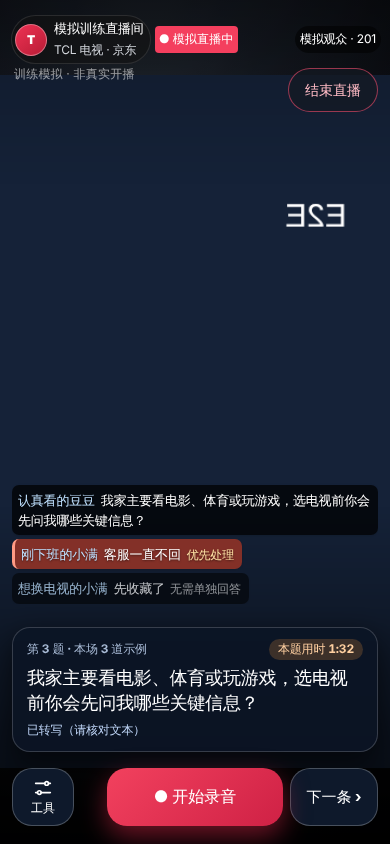 T
模拟训练直播间
TCL 电视 · 京东
模拟直播中
模拟观众 · 201
训练模拟 · 非真实开播
结束直播
E2E
认真看的豆豆 我家主要看电影、体育或玩游戏，选电视前你会
先问我哪些关键信息？
刚下班的小满 客服一直不回 优先处理
想换电视的小满 先收藏了 无需单独回答
第 3 题 · 本场 3 道示例
本题用时 1:32
我家主要看电影、体育或玩游戏，选电视
前你会先问我哪些关键信息？
已转写（请核对文本）
工具
开始录音
下一条 ›